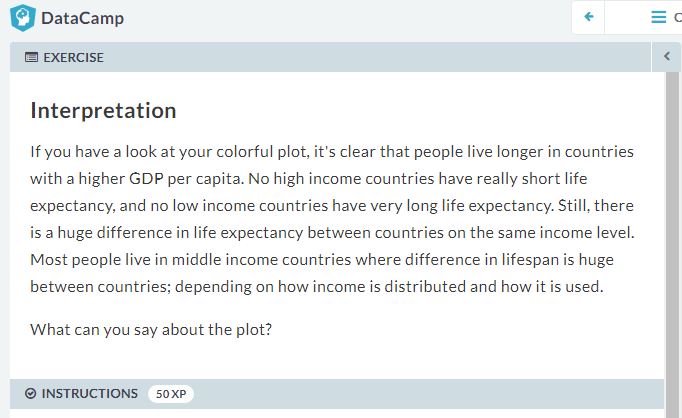 DataCamp
EXERCISE
Interpretation
If you have a look at your colorful plot, it's clear that people live longer in countries
with a higher GDP per capita. No high income countries have really short life
expectancy, and no low income countries have very long life expectancy. Still, there
is a huge difference in life expectancy between countries on the same income level.
Most people live in middle income countries where difference in lifespan is huge
between countries; depending on how income is distributed and how it is used.
What can you say about the plot?
INSTRUCTIONS 50 XP